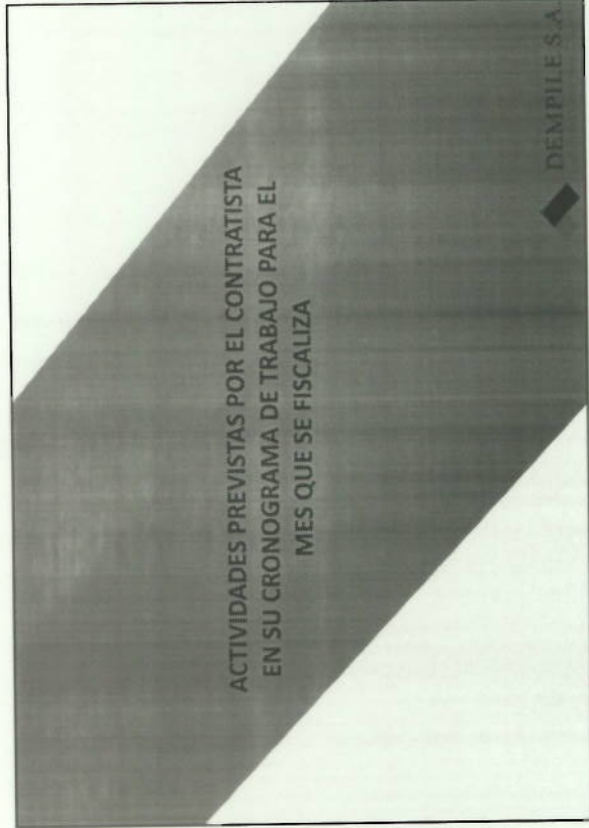 ACTIVIDADES PREVISTAS POR EL CONTRATISTA
EN SU CRONOGRAMA DE TRABAJO PARA EL
MES QUE SE FISCALIZA
DEMPILE S.A.